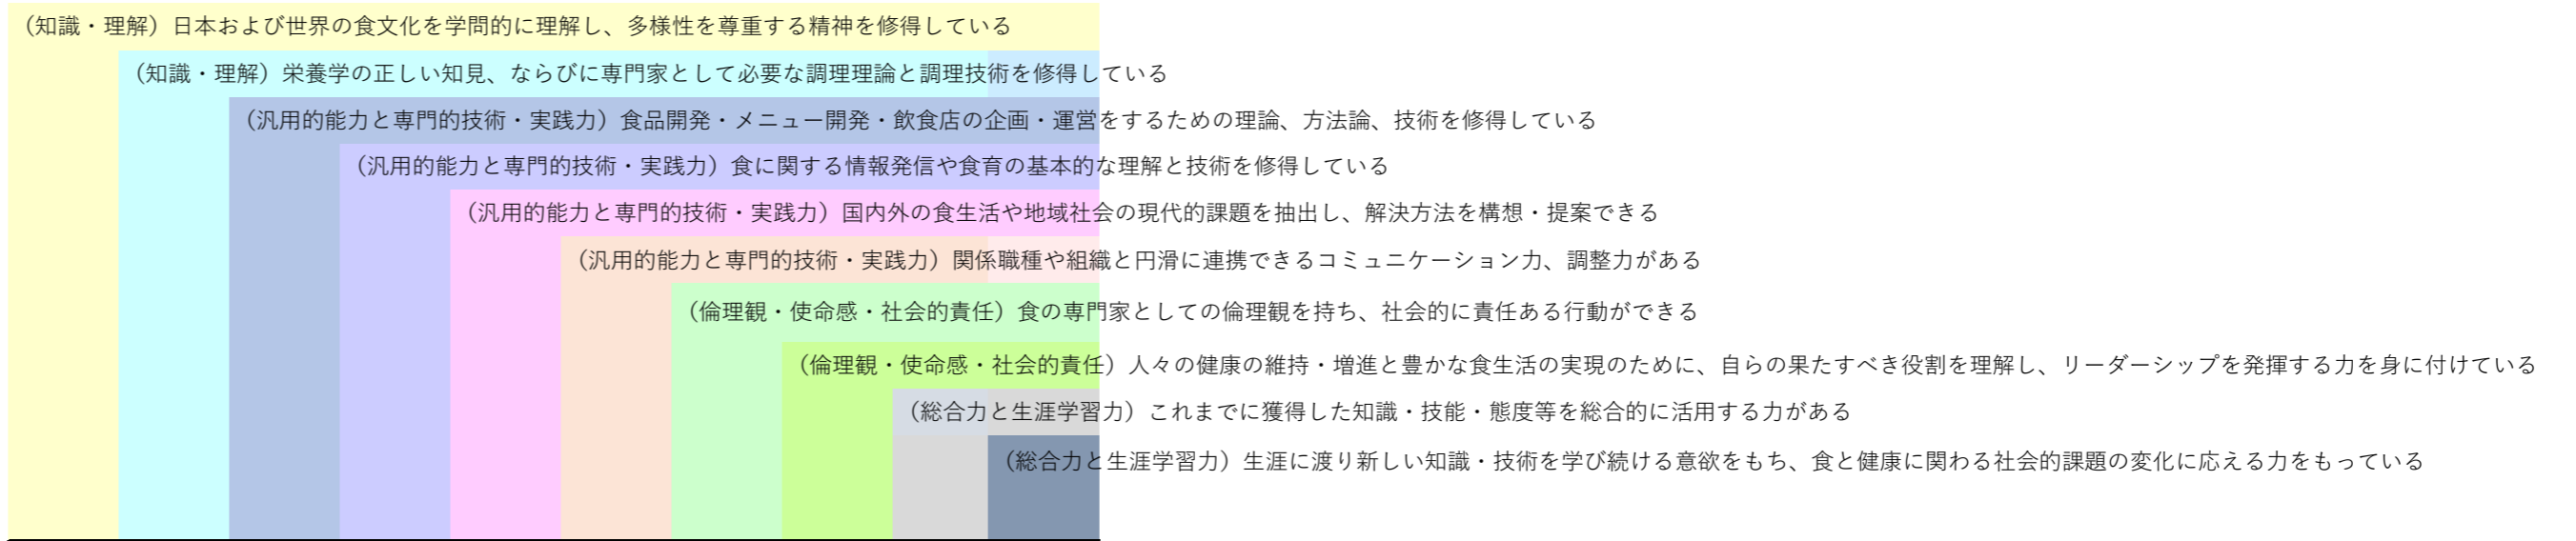 （知識・理解）日本および世界の食文化を学問的に理解し、多様性を尊重する精神を修得している
（知識・理解）栄養学の正しい知見、ならびに専門家として必要な調理理論と調理技術を修得している
（汎用的能力と専門的技術・実践力）食品開発・メニュー開発・飲食店の企画・運営をするための理論、方法論、技術を修得している
（汎用的能力と専門的技術・実践力）食に関する情報発信や食育の基本的な理解と技術を修得している
（汎用的能力と専門的技術・実践力）国内外の食生活や地域社会の現代的課題を抽出し、解決方法を構想・提案できる
（汎用的能力と専門的技術・実践力）関係職種や組織と円滑に連携できるコミュニケーション力、調整力がある
（倫理観・使命感・社会的責任）食の専門家としての倫理観を持ち、社会的に責任ある行動ができる
（倫理観・使命感・社会的責任）人々の健康の維持・増進と豊かな食生活の実現のために、自らの果たすべき役割を理解し、リーダーシップを発揮する力を身に付けている
（総合力と生涯学習力）これまでに獲得した知識・技能・態度等を総合的に活用する力がある
（総合力と生涯学習力）生涯に渡り新しい知識・技術を学び続ける意欲をもち、食と健康に関わる社会的課題の変化に応える力をもっている